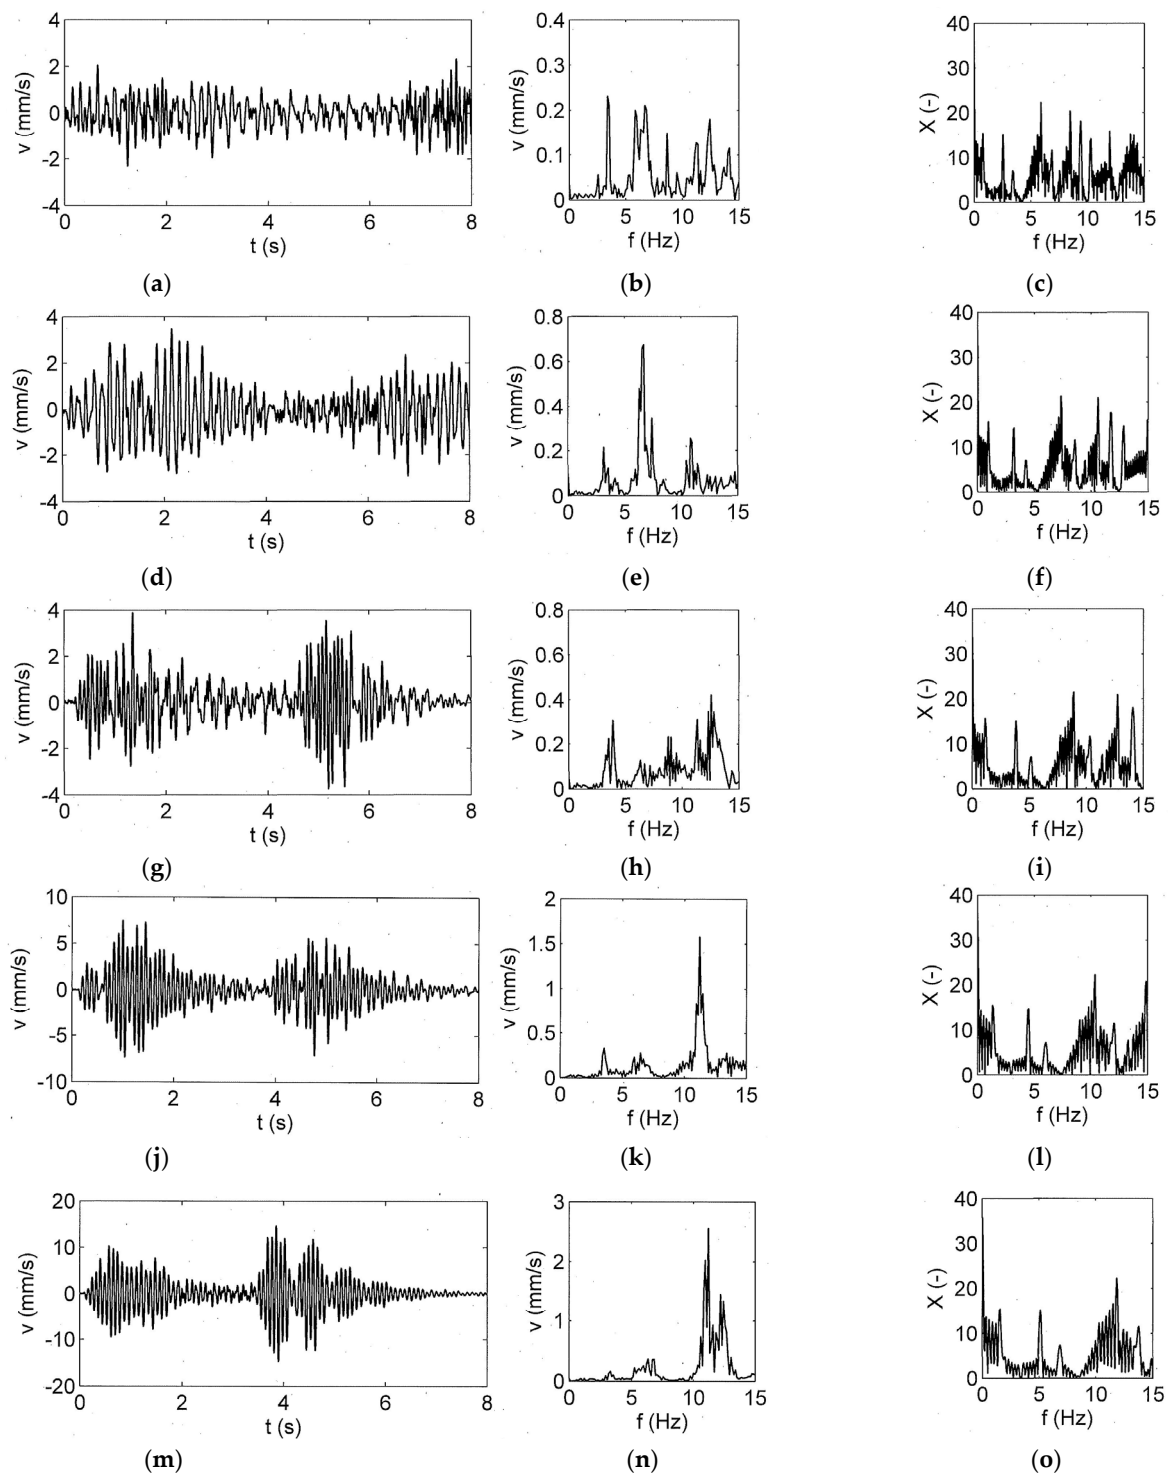 4
2
0
-2
-4
v (mm/s)
0 2 4 6 8
t (s)
(a)
0.4
0.3
0.2
0.1
0
v (mm/s)
0 5 10 15
f (Hz)
(b)
40
30
20
10
0
X (-)
0 5 10 15
f (Hz)
(c)
4
2
0
-2
-4
v (mm/s)
0 2 4 6 8
t (s)
(d)
0.8
0.6
0.4
0.2
0
v (mm/s)
0 5 10 15
f (Hz)
(e)
40
30
20
10
0
X (-)
0 5 10 15
f (Hz)
(f)
4
2
0
-2
-4
v (mm/s)
0 2 4 6 8
t (s)
(g)
0.8
0.6
0.4
0.2
0
v (mm/s)
0 5 10 15
f (Hz)
(h)
40
30
20
10
0
X (-)
0 5 10 15
f (Hz)
(i)
10
5
0
-5
-10
v (mm/s)
0 2 4 6 8
t (s)
(j)
2
1.5
1
0.5
0
v (mm/s)
0 5 10 15
f (Hz)
(k)
40
30
20
10
0
X (-)
0 5 10 15
f (Hz)
(l)
20
10
0
-10
-20
v (mm/s)
0 2 4 6 8
t (s)
(m)
3
2
1
0
v (mm/s)
0 5 10 15
f (Hz)
(n)
40
30
20
10
0
X (-)
0 5 10 15
f (Hz)
(o)